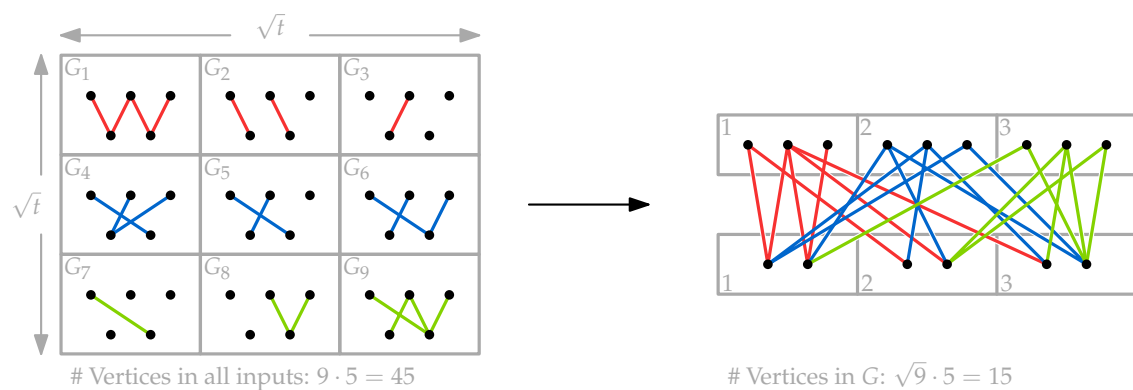 √t
√t
G₁ G₂ G₃
G₄ G₅ G₆
G₇ G₈ G₉
# Vertices in all inputs: 9 · 5 = 45
1 2 3
1 2 3
# Vertices in G: √9 · 5 = 15